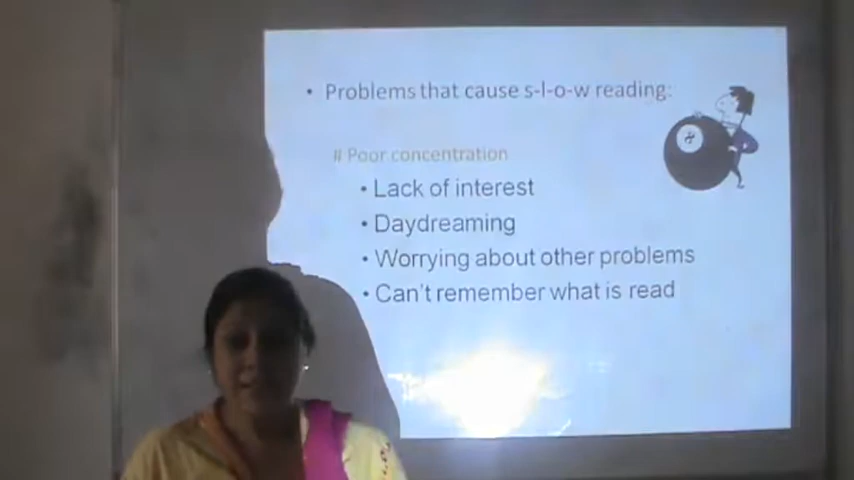 • Problems that cause s-l-o-w reading:
# Poor concentration
• Lack of interest
• Daydreaming
• Worrying about other problems
• Can't remember what is read
8